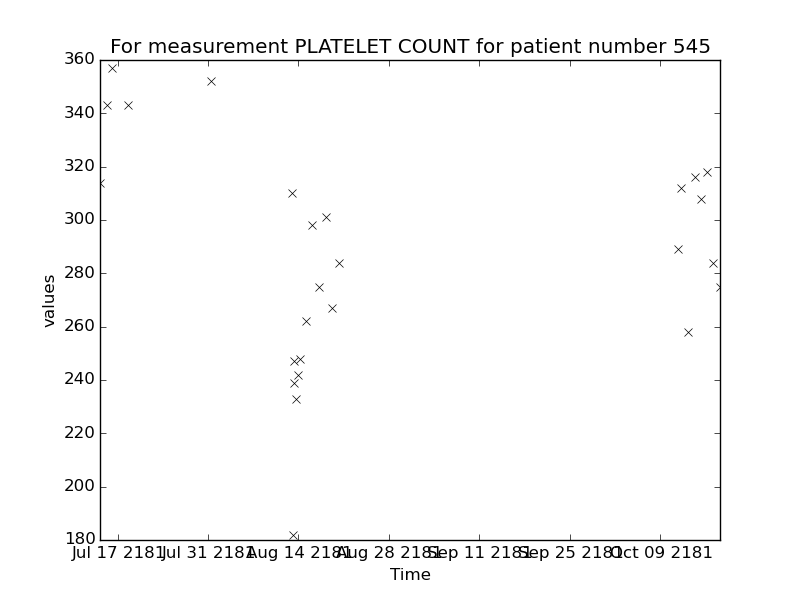 For measurement PLATELET COUNT for patient number 545
360
340
320
300
280
260
240
220
200
180
values
Jul 17 2181 Jul 31 2181 Aug 14 2181 Aug 28 2181 Sep 11 2181 Sep 25 2181 Oct 09 2181
Time